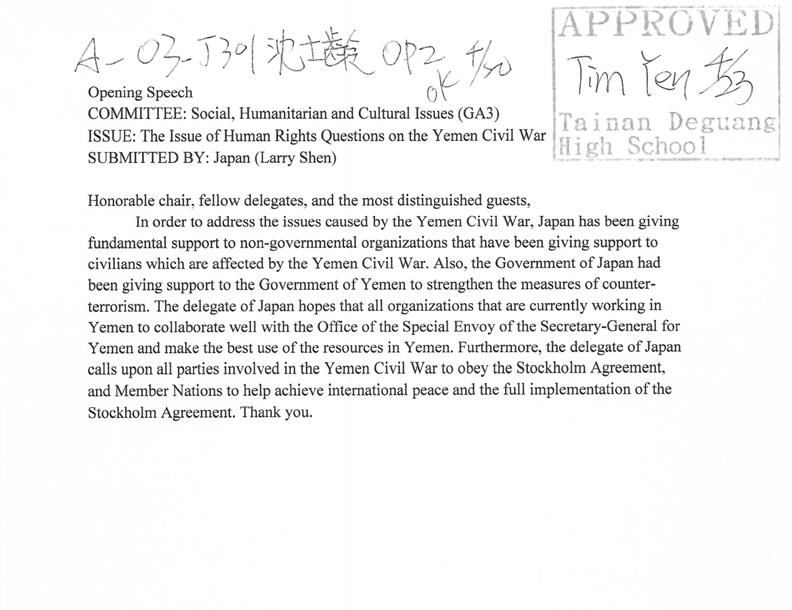 A-03-J301 沈士 OP2 4/20
ok
APPROVED
Tim Yen 4/23
Tainan Deguang
High School
Opening Speech
COMMITTEE: Social, Humanitarian and Cultural Issues (GA3)
ISSUE: The Issue of Human Rights Questions on the Yemen Civil War
SUBMITTED BY: Japan (Larry Shen)
Honorable chair, fellow delegates, and the most distinguished guests,
In order to address the issues caused by the Yemen Civil War, Japan has been giving
fundamental support to non-governmental organizations that have been giving support to
civilians which are affected by the Yemen Civil War. Also, the Government of Japan had
been giving support to the Government of Yemen to strengthen the measures of counter-
terrorism. The delegate of Japan hopes that all organizations that are currently working in
Yemen to collaborate well with the Office of the Special Envoy of the Secretary-General for
Yemen and make the best use of the resources in Yemen. Furthermore, the delegate of Japan
calls upon all parties involved in the Yemen Civil War to obey the Stockholm Agreement,
and Member Nations to help achieve international peace and the full implementation of the
Stockholm Agreement. Thank you.